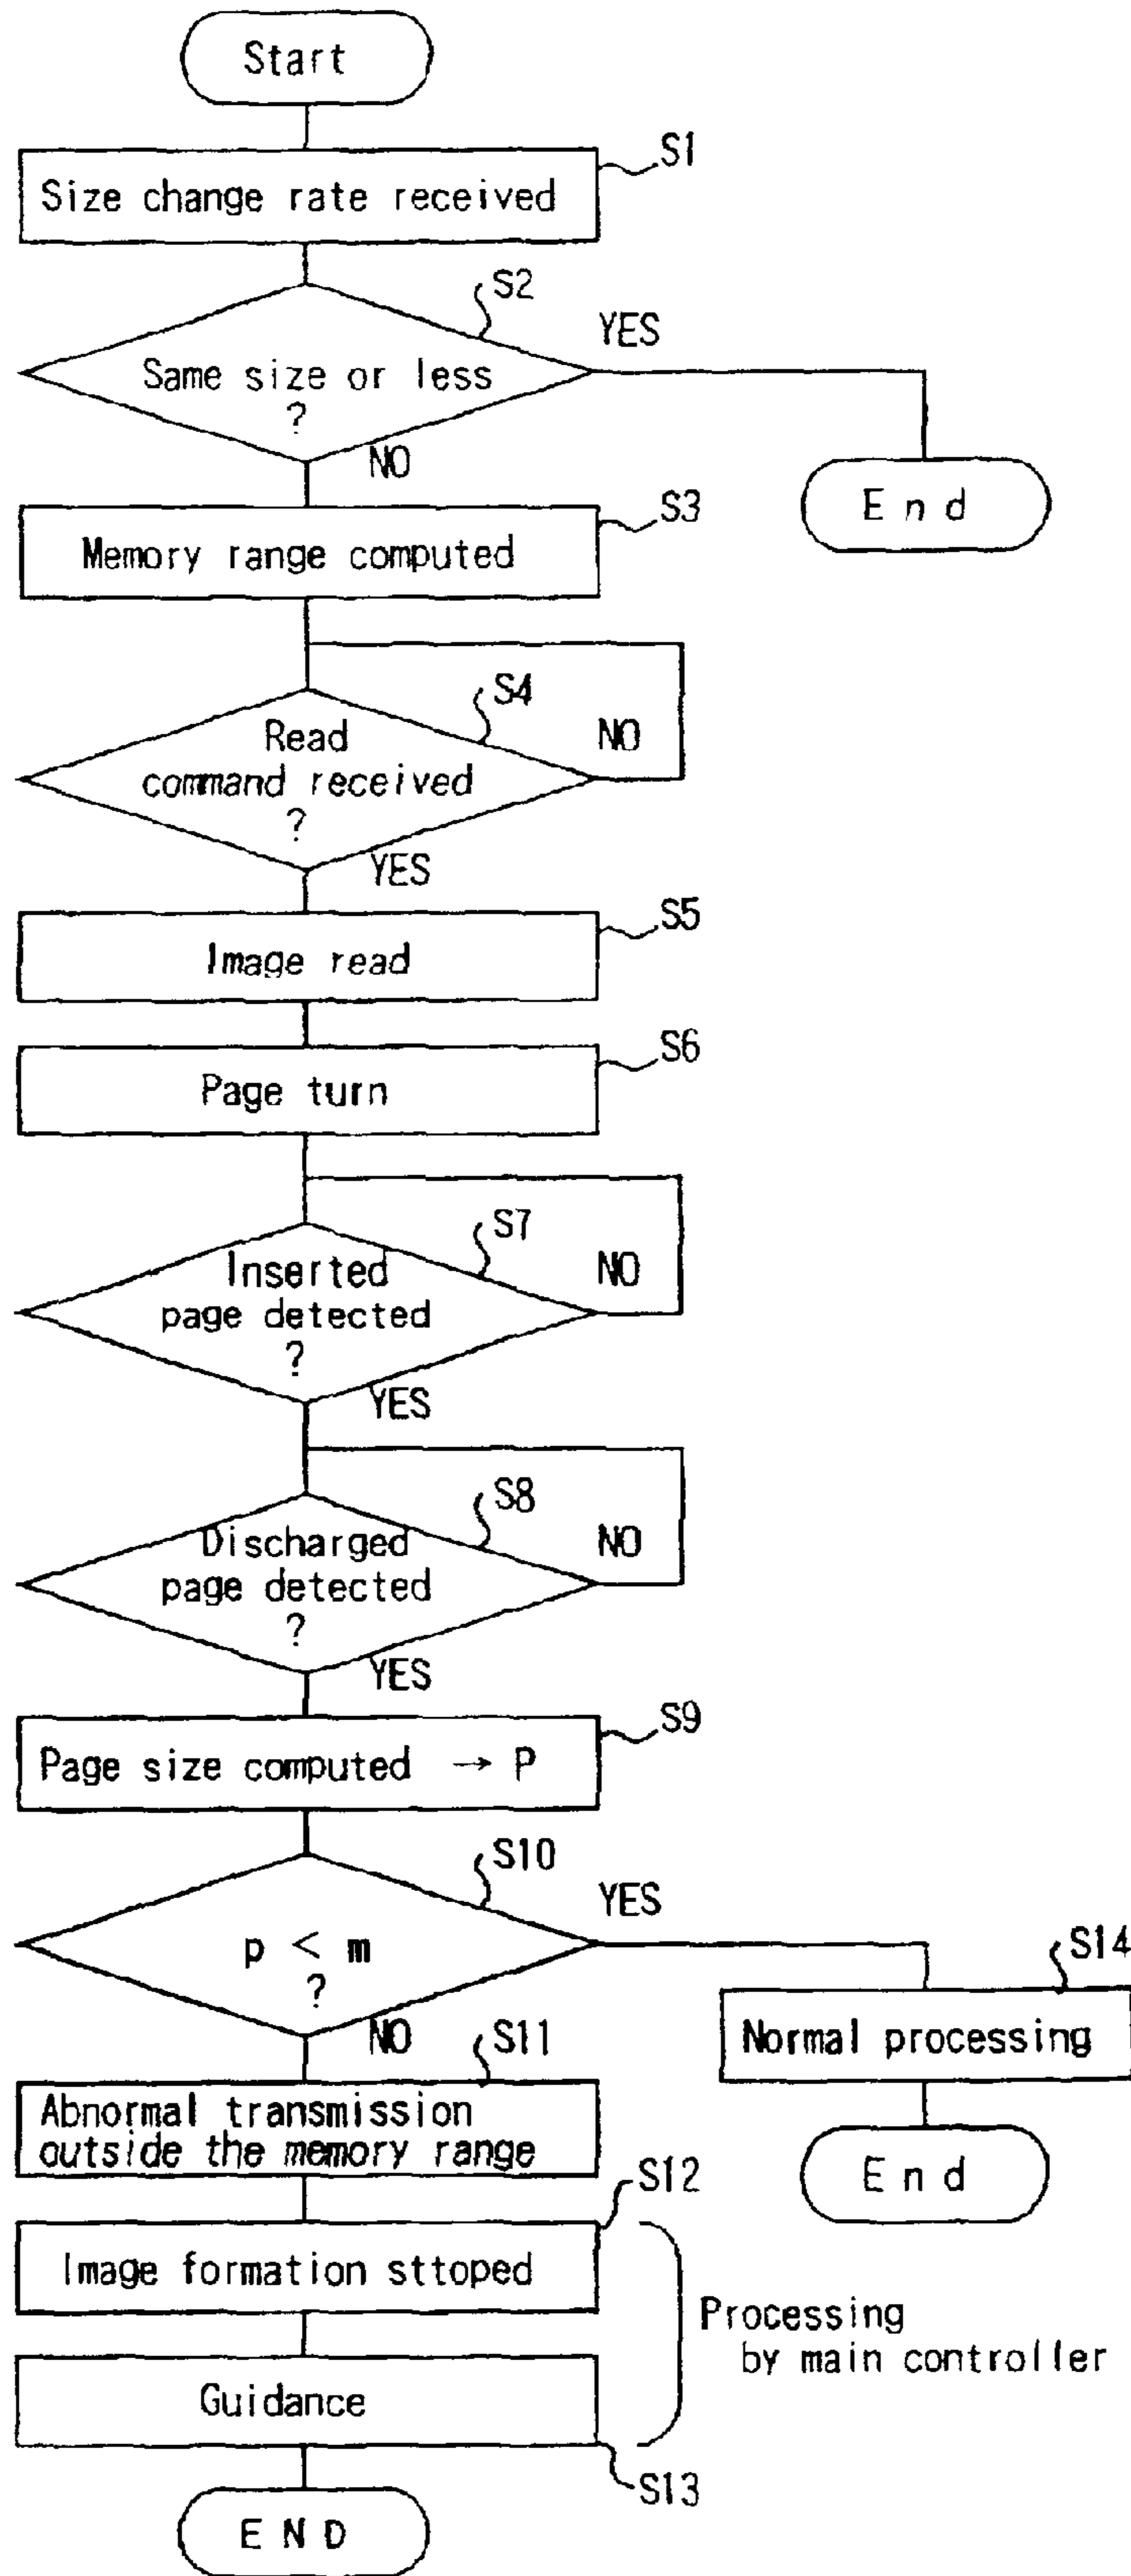 Start
S1
Size change rate received
S2
YES
Same size or less
?
NO
End
S3
Memory range computed
S4
Read
NO
command received
?
YES
S5
Image read
S6
Page turn
S7
Inserted
NO
page detected
?
YES
S8
Discharged
NO
page detected
?
YES
S9
Page size computed → P
S10
YES
p < m
?
S14
NO
S11
Normal processing
Abnormal transmission
outside the memory range
End
S12
Image formation sttoped
Processing
by main controller
Guidance
S13
END